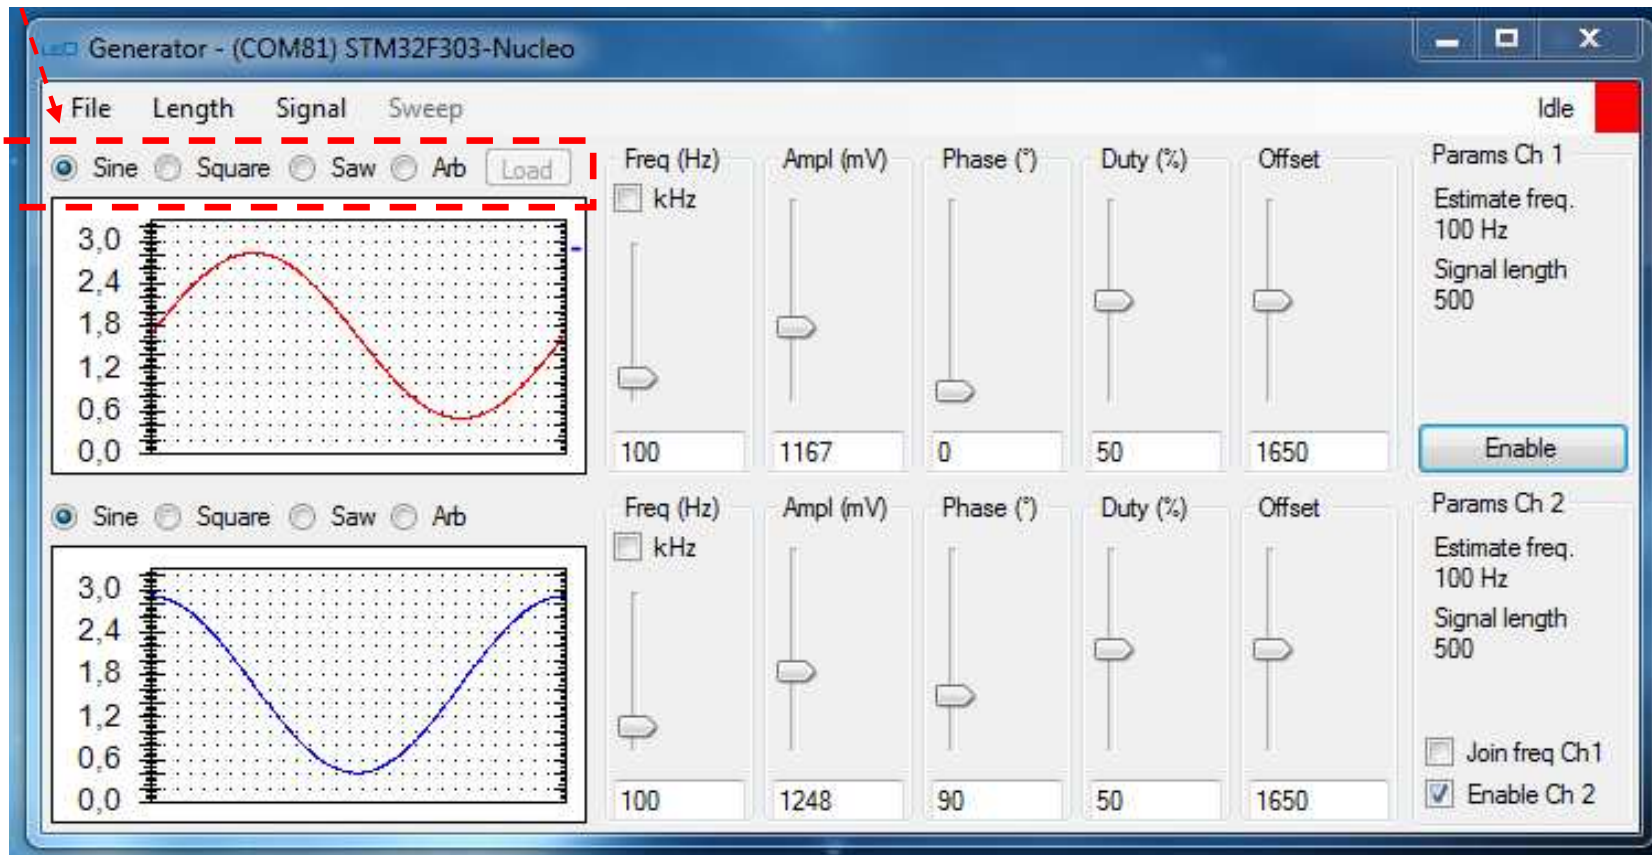 LEO Generator - (COM81) STM32F303-Nucleo
File Length Signal Sweep Idle
Sine Square Saw Arb Load
Freq (Hz) Ampl (mV) Phase (°) Duty (%) Offset Params Ch 1
kHz
Estimate freq.
100 Hz
Signal length
500
3,0
2,4
1,8
1,2
0,6
0,0
100 1167 0 50 1650 Enable
Sine Square Saw Arb
Freq (Hz) Ampl (mV) Phase (°) Duty (%) Offset Params Ch 2
kHz
Estimate freq.
100 Hz
Signal length
500
3,0
2,4
1,8
1,2
0,6
0,0
Join freq Ch1
100 1248 90 50 1650 Enable Ch 2